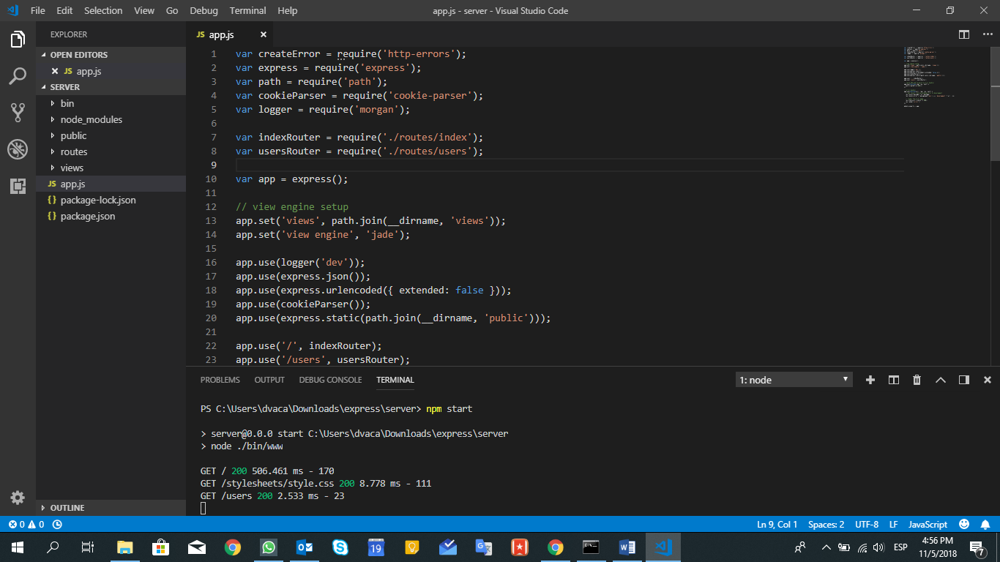 File Edit Selection View Go Debug Terminal Help
app.js - server - Visual Studio Code
EXPLORER
OPEN EDITORS
JS app.js
SERVER
bin
node_modules
public
routes
views
JS app.js
{} package-lock.json
{} package.json
OUTLINE
JS app.js
1 var createError = require('http-errors');
2 var express = require('express');
3 var path = require('path');
4 var cookieParser = require('cookie-parser');
5 var logger = require('morgan');
6
7 var indexRouter = require('./routes/index');
8 var usersRouter = require('./routes/users');
9
10 var app = express();
11
12 // view engine setup
13 app.set('views', path.join(__dirname, 'views'));
14 app.set('view engine', 'jade');
15
16 app.use(logger('dev'));
17 app.use(express.json());
18 app.use(express.urlencoded({ extended: false }));
19 app.use(cookieParser());
20 app.use(express.static(path.join(__dirname, 'public')));
21
22 app.use('/', indexRouter);
23 app.use('/users', usersRouter);
PROBLEMS OUTPUT DEBUG CONSOLE TERMINAL
1: node
PS C:\Users\dvaca\Downloads\express\server> npm start
> server@0.0.0 start C:\Users\dvaca\Downloads\express\server
> node ./bin/www
GET / 200 506.461 ms - 170
GET /stylesheets/style.css 200 8.778 ms - 111
GET /users 200 2.533 ms - 23
0 0
Ln 9, Col 1 Spaces: 2 UTF-8 LF JavaScript
19
ESP
4:56 PM
11/5/2018
7